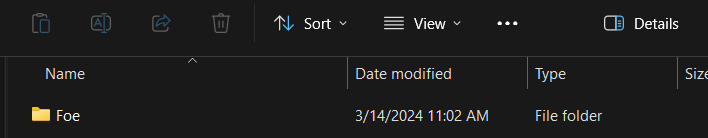 Sort View ••• Details
Name Date modified Type Size
Foe 3/14/2024 11:02 AM File folder